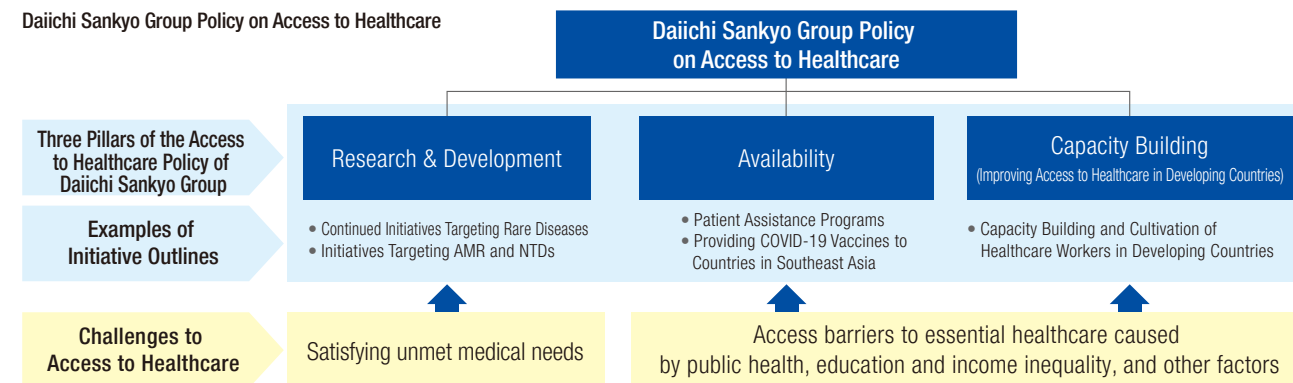 Daiichi Sankyo Group Policy on Access to Healthcare
Daiichi Sankyo Group Policy
on Access to Healthcare
Three Pillars of the Access
to Healthcare Policy of
Daiichi Sankyo Group
Research & Development
Availability
Capacity Building
(Improving Access to Healthcare in Developing Countries)
Examples of
Initiative Outlines
• Continued Initiatives Targeting Rare Diseases
• Initiatives Targeting AMR and NTDs
• Patient Assistance Programs
• Providing COVID-19 Vaccines to
Countries in Southeast Asia
• Capacity Building and Cultivation of
Healthcare Workers in Developing Countries
Challenges to
Access to Healthcare
Satisfying unmet medical needs
Access barriers to essential healthcare caused
by public health, education and income inequality, and other factors